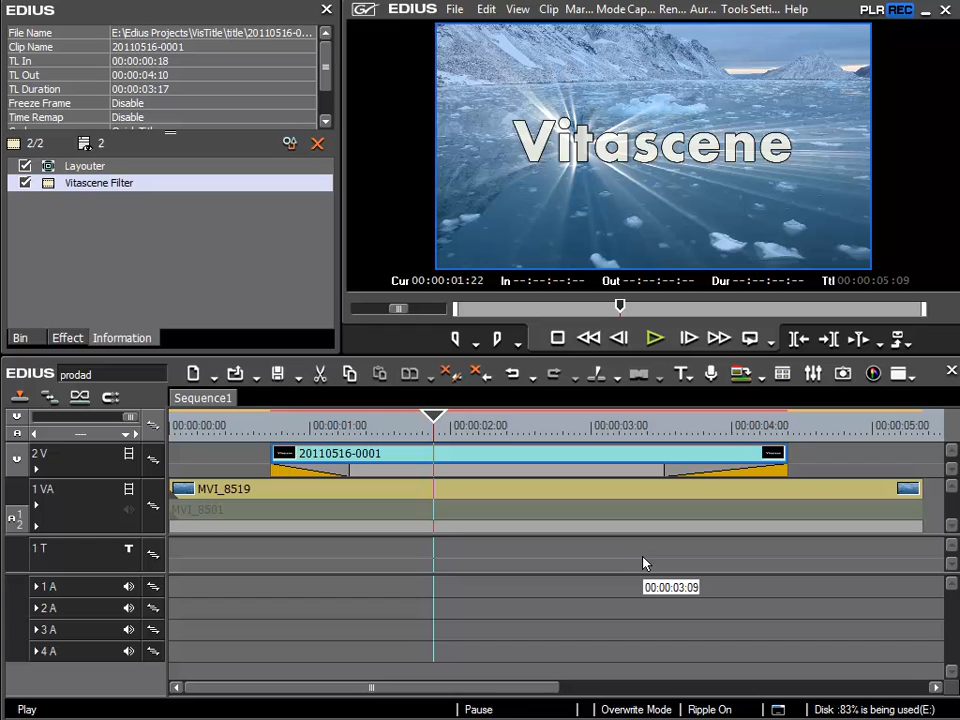 EDIUS
File Name E:\Edius Projects\VisTitle\title\20110516-0...
Clip Name 20110516-0001
TL In 00:00:00:18
TL Out 00:00:04:10
TL Duration 00:00:03:17
Freeze Frame Disable
Time Remap Disable
2/2 2
Layouter
Vitascene Filter
Bin Effect Information
EDIUS File Edit View Clip Mar... Mode Cap... Ren... Aur... Tools Setti... Help PLR REC
Vitascene
Cur 00:00:01:22 In --:--:--:-- Out --:--:--:-- Dur --:--:--:-- Ttl 00:00:05:09
EDIUS prodad
Sequence1
00:00:00:00 00:00:01:00 00:00:02:00 00:00:03:00 00:00:04:00 00:00:05:00
2 V 20110516-0001
1 VA MVI_8519
A 1 2 MVI_8501
1 T T
00:00:03:09
1 A
2 A
3 A
4 A
Play Pause Overwrite Mode Ripple On Disk :83% is being used(E:)